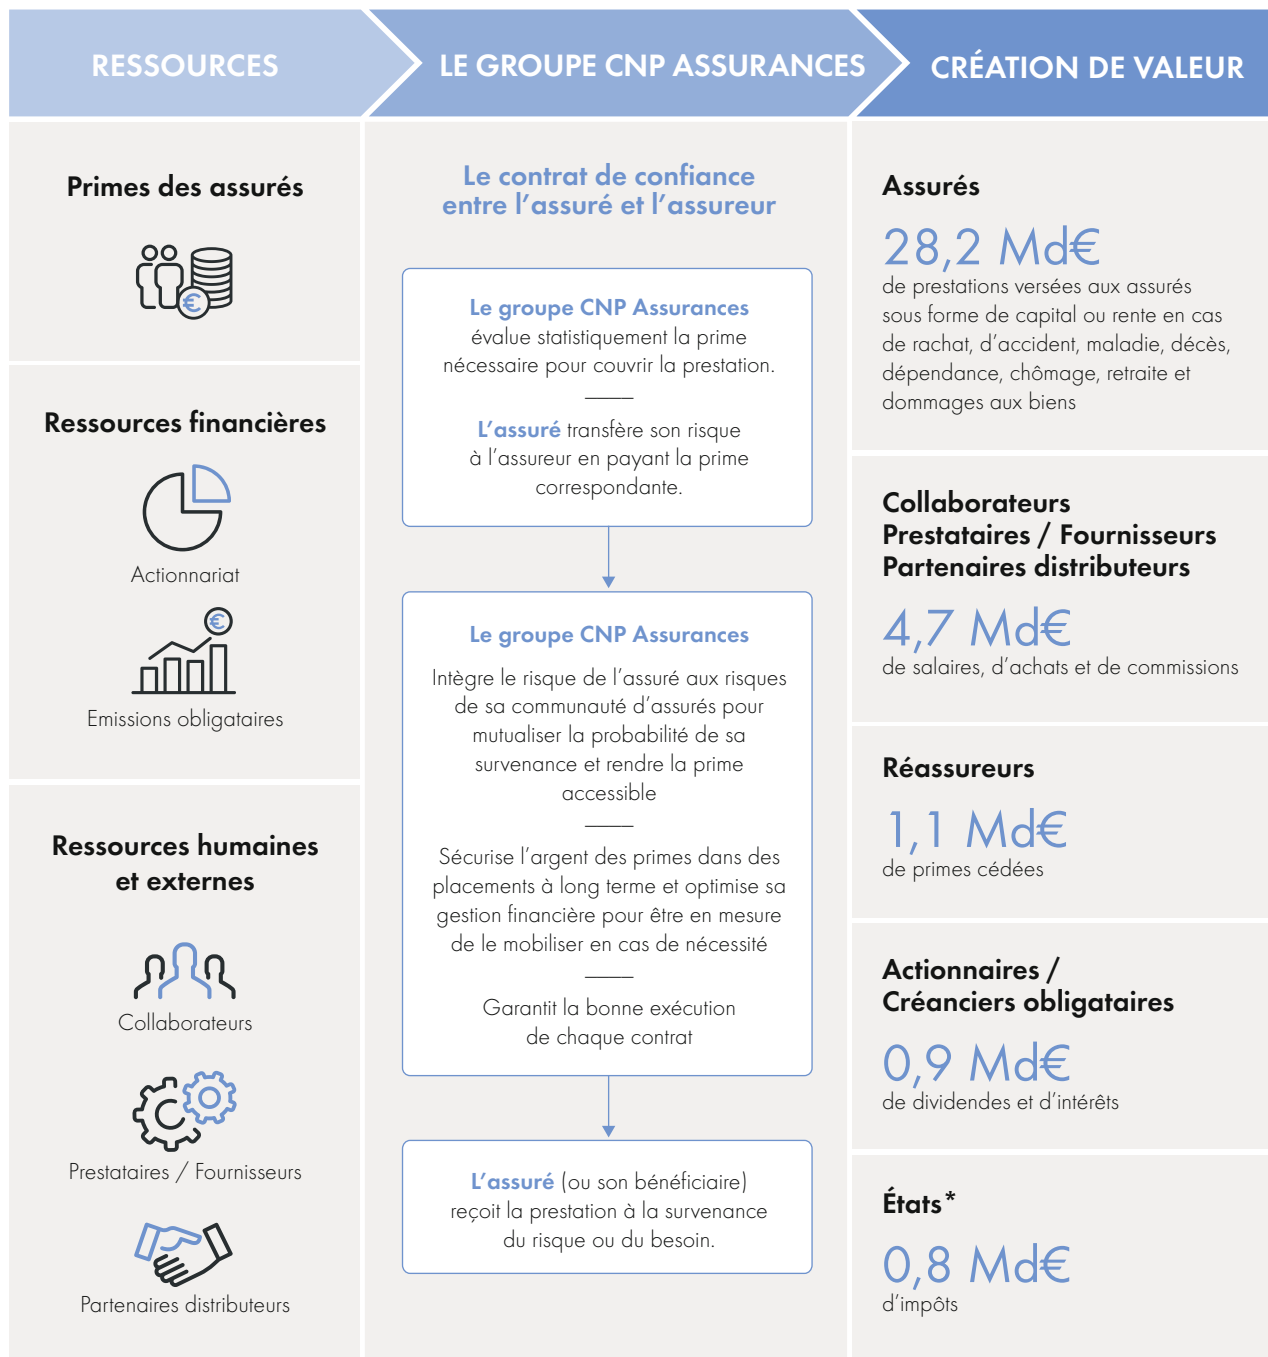 RESSOURCES
LE GROUPE CNP ASSURANCES
CRÉATION DE VALEUR
Primes des assurés
€
Ressources financières
Actionnariat
€
Emissions obligataires
Ressources humaines
et externes
Collaborateurs
Prestataires / Fournisseurs
Partenaires distributeurs
Le contrat de confiance
entre l'assuré et l'assureur
Le groupe CNP Assurances
évalue statistiquement la prime
nécessaire pour couvrir la prestation.
L'assuré transfère son risque
à l'assureur en payant la prime
correspondante.
Le groupe CNP Assurances
Intègre le risque de l'assuré aux risques
de sa communauté d'assurés pour
mutualiser la probabilité de sa
survenance et rendre la prime
accessible
Sécurise l'argent des primes dans des
placements à long terme et optimise sa
gestion financière pour être en mesure
de le mobiliser en cas de nécessité
Garantit la bonne exécution
de chaque contrat
L'assuré (ou son bénéficiaire)
reçoit la prestation à la survenance
du risque ou du besoin.
Assurés
28,2 Md€
de prestations versées aux assurés
sous forme de capital ou rente en cas
de rachat, d'accident, maladie, décès,
dépendance, chômage, retraite et
dommages aux biens
Collaborateurs
Prestataires / Fournisseurs
Partenaires distributeurs
4,7 Md€
de salaires, d'achats et de commissions
Réassureurs
1,1 Md€
de primes cédées
Actionnaires /
Créanciers obligataires
0,9 Md€
de dividendes et d'intérêts
États*
0,8 Md€
d'impôts